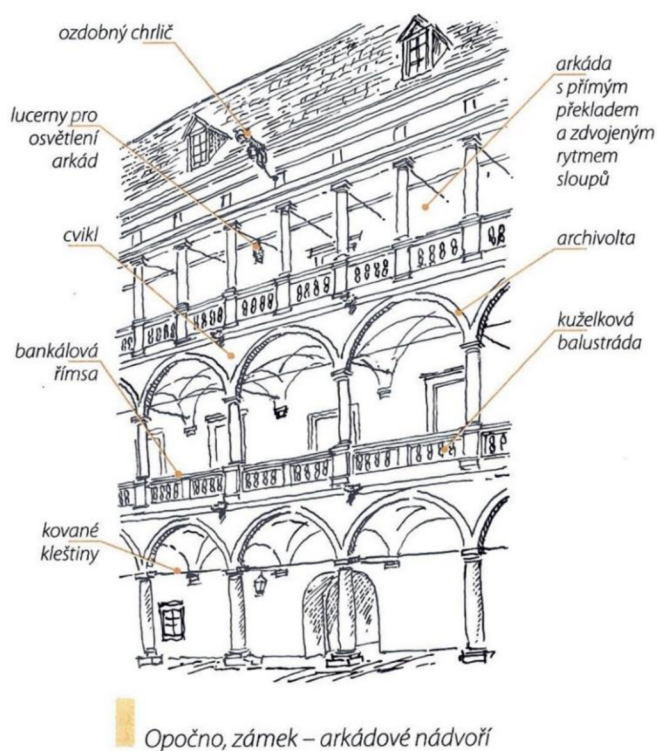 ozdobný chrlič
lucerny pro
osvětlení
arkád
cvikl
bankálová
římsa
kované
kleštiny
arkáda
s přímým
překladem
a zdvojeným
rytmem
sloupů
archivolta
kuželková
balustráda
Opočno, zámek – arkádové nádvoří